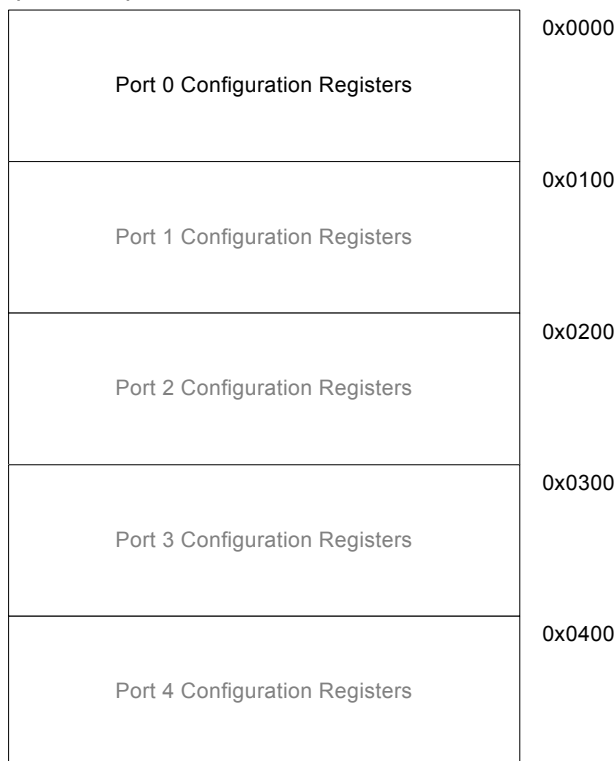 0x0000
Port 0 Configuration Registers
0x0100
Port 1 Configuration Registers
0x0200
Port 2 Configuration Registers
0x0300
Port 3 Configuration Registers
0x0400
Port 4 Configuration Registers